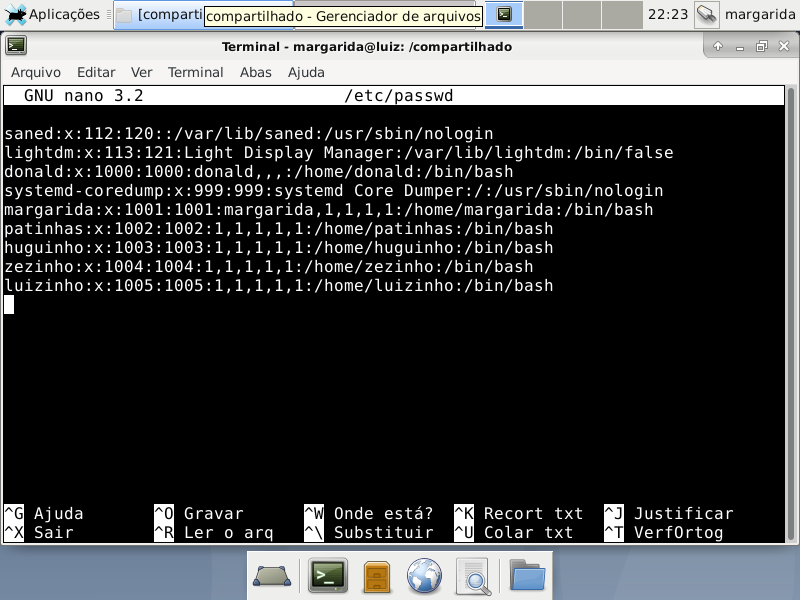 Aplicações [comparti compartilhado - Gerenciador de arquivos 22:23 margarida
Terminal - margarida@luiz: /compartilhado
Arquivo Editar Ver Terminal Abas Ajuda
GNU nano 3.2 /etc/passwd
saned:x:112:120::/var/lib/saned:/usr/sbin/nologin
lightdm:x:113:121:Light Display Manager:/var/lib/lightdm:/bin/false
donald:x:1000:1000:donald,,,:/home/donald:/bin/bash
systemd-coredump:x:999:999:systemd Core Dumper:/:/usr/sbin/nologin
margarida:x:1001:1001:margarida,1,1,1,1:/home/margarida:/bin/bash
patinhas:x:1002:1002:1,1,1,1,1:/home/patinhas:/bin/bash
huguinho:x:1003:1003:1,1,1,1,1:/home/huguinho:/bin/bash
zezinho:x:1004:1004:1,1,1,1,1:/home/zezinho:/bin/bash
luizinho:x:1005:1005:1,1,1,1,1:/home/luizinho:/bin/bash
^G Ajuda ^O Gravar ^W Onde está? ^K Recort txt ^J Justificar
^X Sair ^R Ler o arq ^\ Substituir ^U Colar txt ^T VerfOrtog